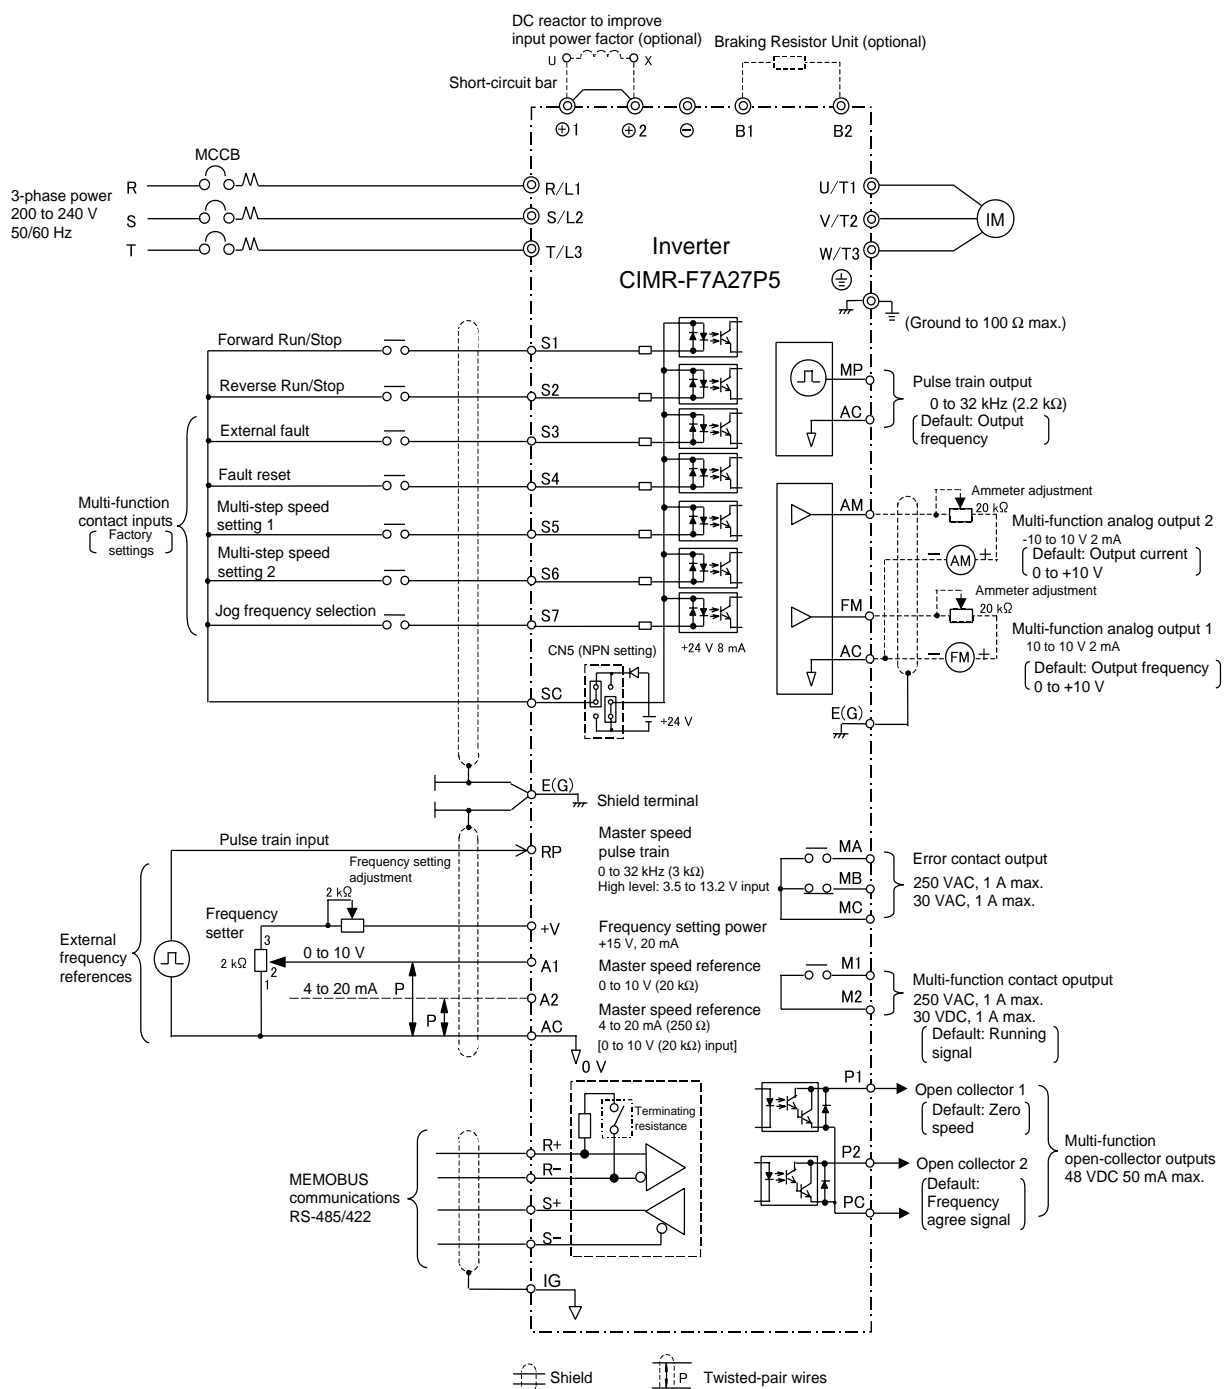 DC reactor to improve
input power factor (optional)
U X
Braking Resistor Unit (optional)
Short-circuit bar
⊕1 ⊕2 ⊖ B1 B2
MCCB
3-phase power
200 to 240 V
50/60 Hz
R
S
T
R/L1
S/L2
T/L3
Inverter
CIMR-F7A27P5
U/T1
V/T2
W/T3
IM
(Ground to 100 Ω max.)
Forward Run/Stop
S1
Reverse Run/Stop
S2
External fault
S3
Fault reset
S4
Multi-step speed
setting 1
S5
Multi-step speed
setting 2
S6
Jog frequency selection
S7
Multi-function
contact inputs
Factory
settings
+24 V 8 mA
CN5 (NPN setting)
SC
+24 V
E(G)
Shield terminal
MP
AC
Pulse train output
0 to 32 kHz (2.2 kΩ)
Default: Output
frequency
AM
Ammeter adjustment
20 kΩ
− AM +
Multi-function analog output 2
-10 to 10 V 2 mA
Default: Output current
0 to +10 V
FM
Ammeter adjustment
20 kΩ
AC
− FM +
Multi-function analog output 1
10 to 10 V 2 mA
Default: Output frequency
0 to +10 V
E(G)
Pulse train input
RP
Master speed
pulse train
0 to 32 kHz (3 kΩ)
High level: 3.5 to 13.2 V input
Frequency setting
adjustment
2 kΩ
Frequency
setter
2 kΩ
3
2
1
External
frequency
references
+V
Frequency setting power
+15 V, 20 mA
0 to 10 V
A1
Master speed reference
0 to 10 V (20 kΩ)
4 to 20 mA
P
A2
P
Master speed reference
4 to 20 mA (250 Ω)
[0 to 10 V (20 kΩ) input]
AC
0 V
MA
MB
MC
Error contact output
250 VAC, 1 A max.
30 VAC, 1 A max.
M1
M2
Multi-function contact oputput
250 VAC, 1 A max.
30 VDC, 1 A max.
Default: Running
signal
Terminating
resistance
MEMOBUS
communications
RS-485/422
R+
R−
S+
S−
IG
P1
Open collector 1
Default: Zero
speed
P2
Open collector 2
Default:
Frequency
agree signal
PC
Multi-function
open-collector outputs
48 VDC 50 mA max.
Shield
P
Twisted-pair wires